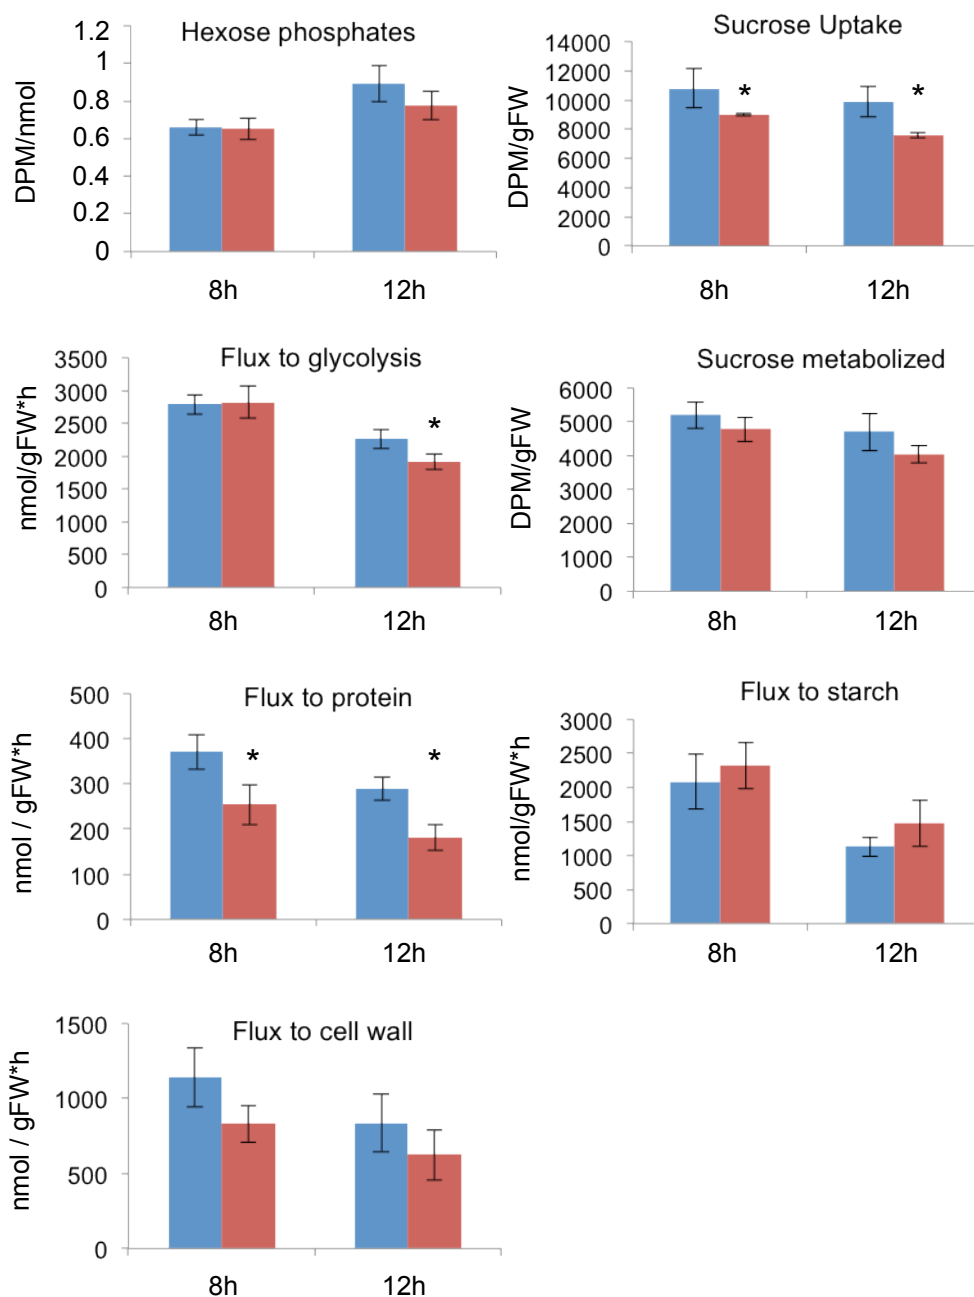 Hexose phosphates
DPM/nmol
1.2
1
0.8
0.6
0.4
0.2
0
8h
12h
Sucrose Uptake
DPM/gFW
14000
12000
10000
8000
6000
4000
2000
0
*
*
8h
12h
Flux to glycolysis
nmol/gFW*h
3500
3000
2500
2000
1500
1000
500
0
*
8h
12h
Sucrose metabolized
DPM/gFW
6000
5000
4000
3000
2000
1000
0
8h
12h
Flux to protein
nmol / gFW*h
500
400
300
200
100
0
*
*
8h
12h
Flux to starch
nmol/gFW*h
3000
2500
2000
1500
1000
500
0
8h
12h
Flux to cell wall
nmol / gFW*h
1500
1000
500
0
8h
12h